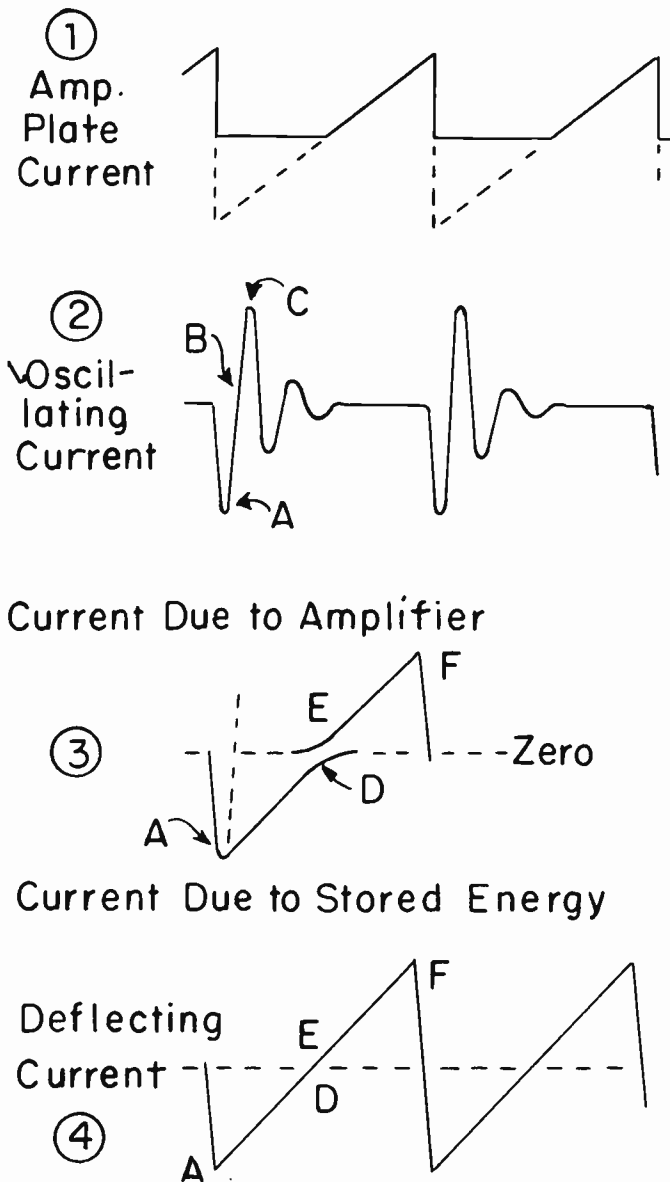 1
Amp.
Plate
Current
2
C
B
Oscil-
lating
Current
A
Current Due to Amplifier
F
E
3
Zero
D
A
Current Due to Stored Energy
F
Deflecting
E
Current
D
4
A